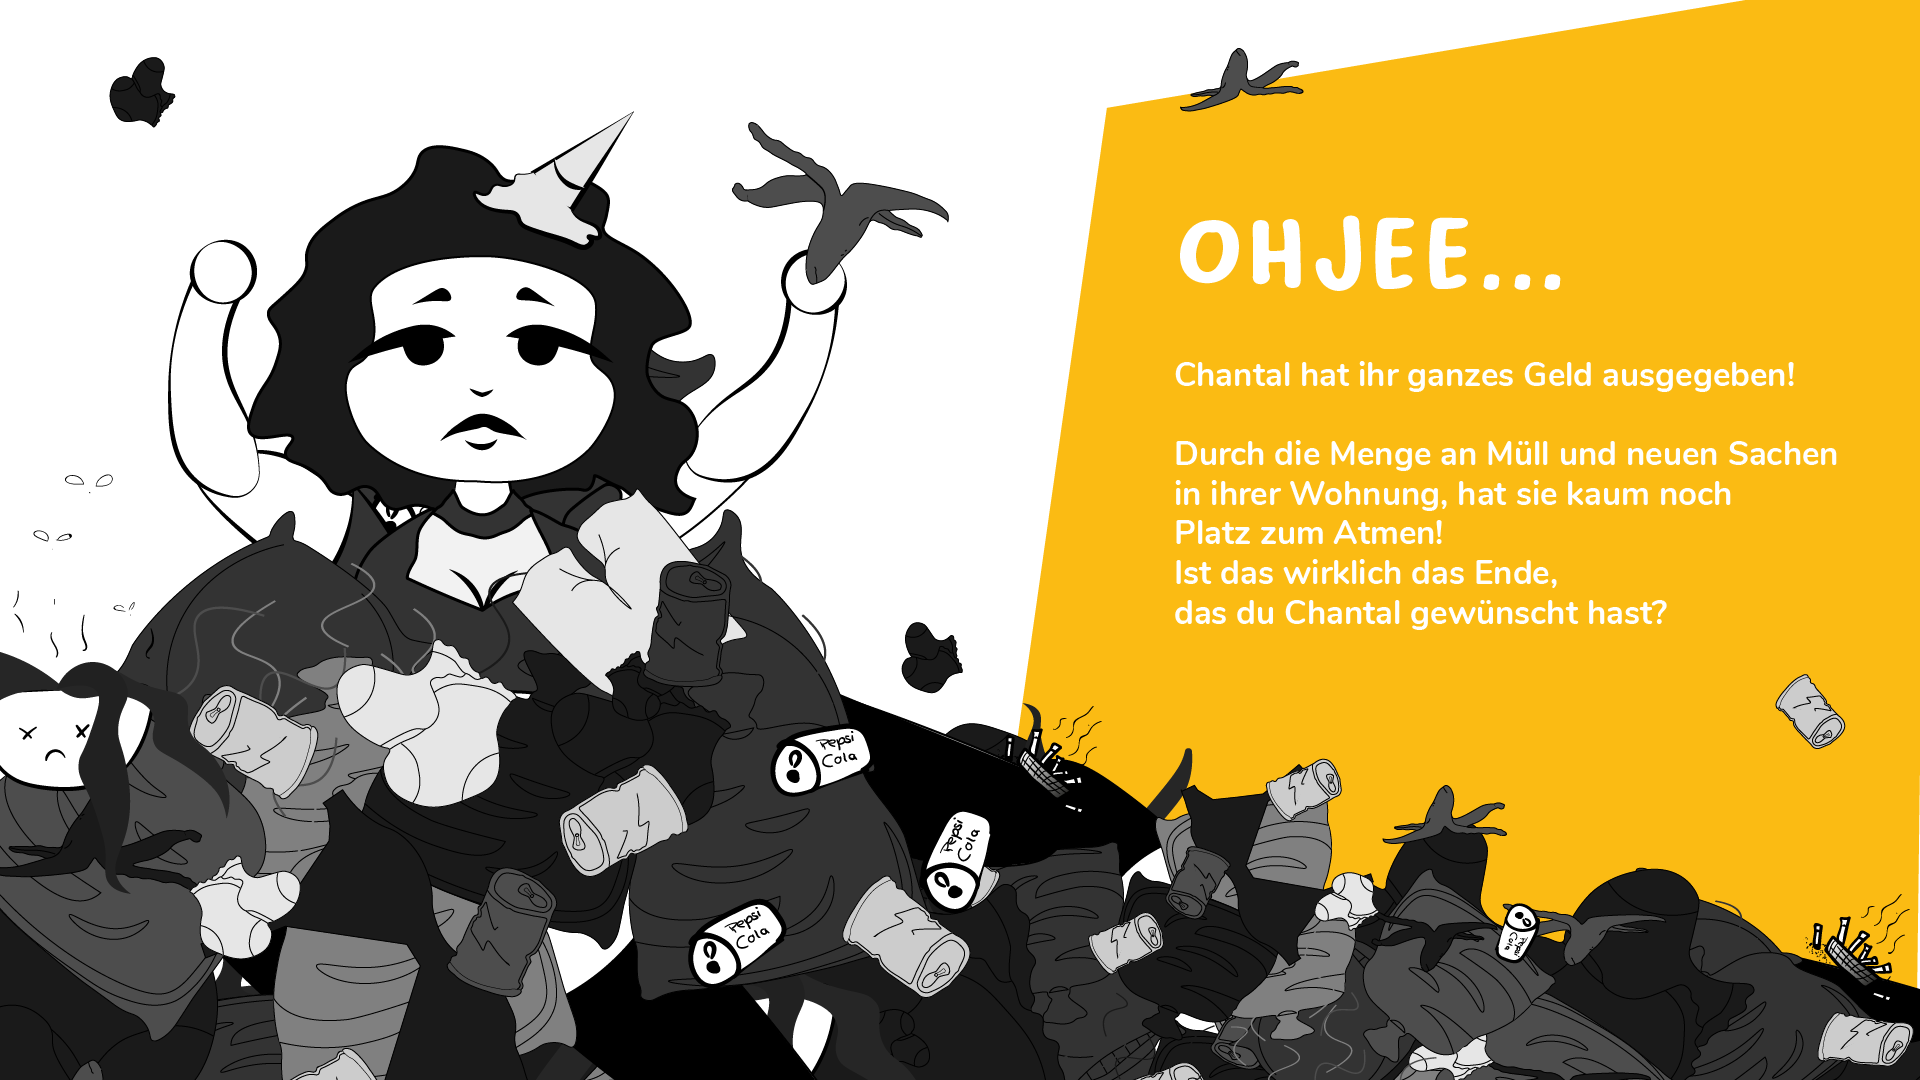 OHJEE...
Chantal hat ihr ganzes Geld ausgegeben!
Durch die Menge an Müll und neuen Sachen
in ihrer Wohnung, hat sie kaum noch
Platz zum Atmen!
Ist das wirklich das Ende,
das du Chantal gewünscht hast?
Pepsi
Cola
Pepsi
Cola
Pepsi
Cola
Pepsi
Cola